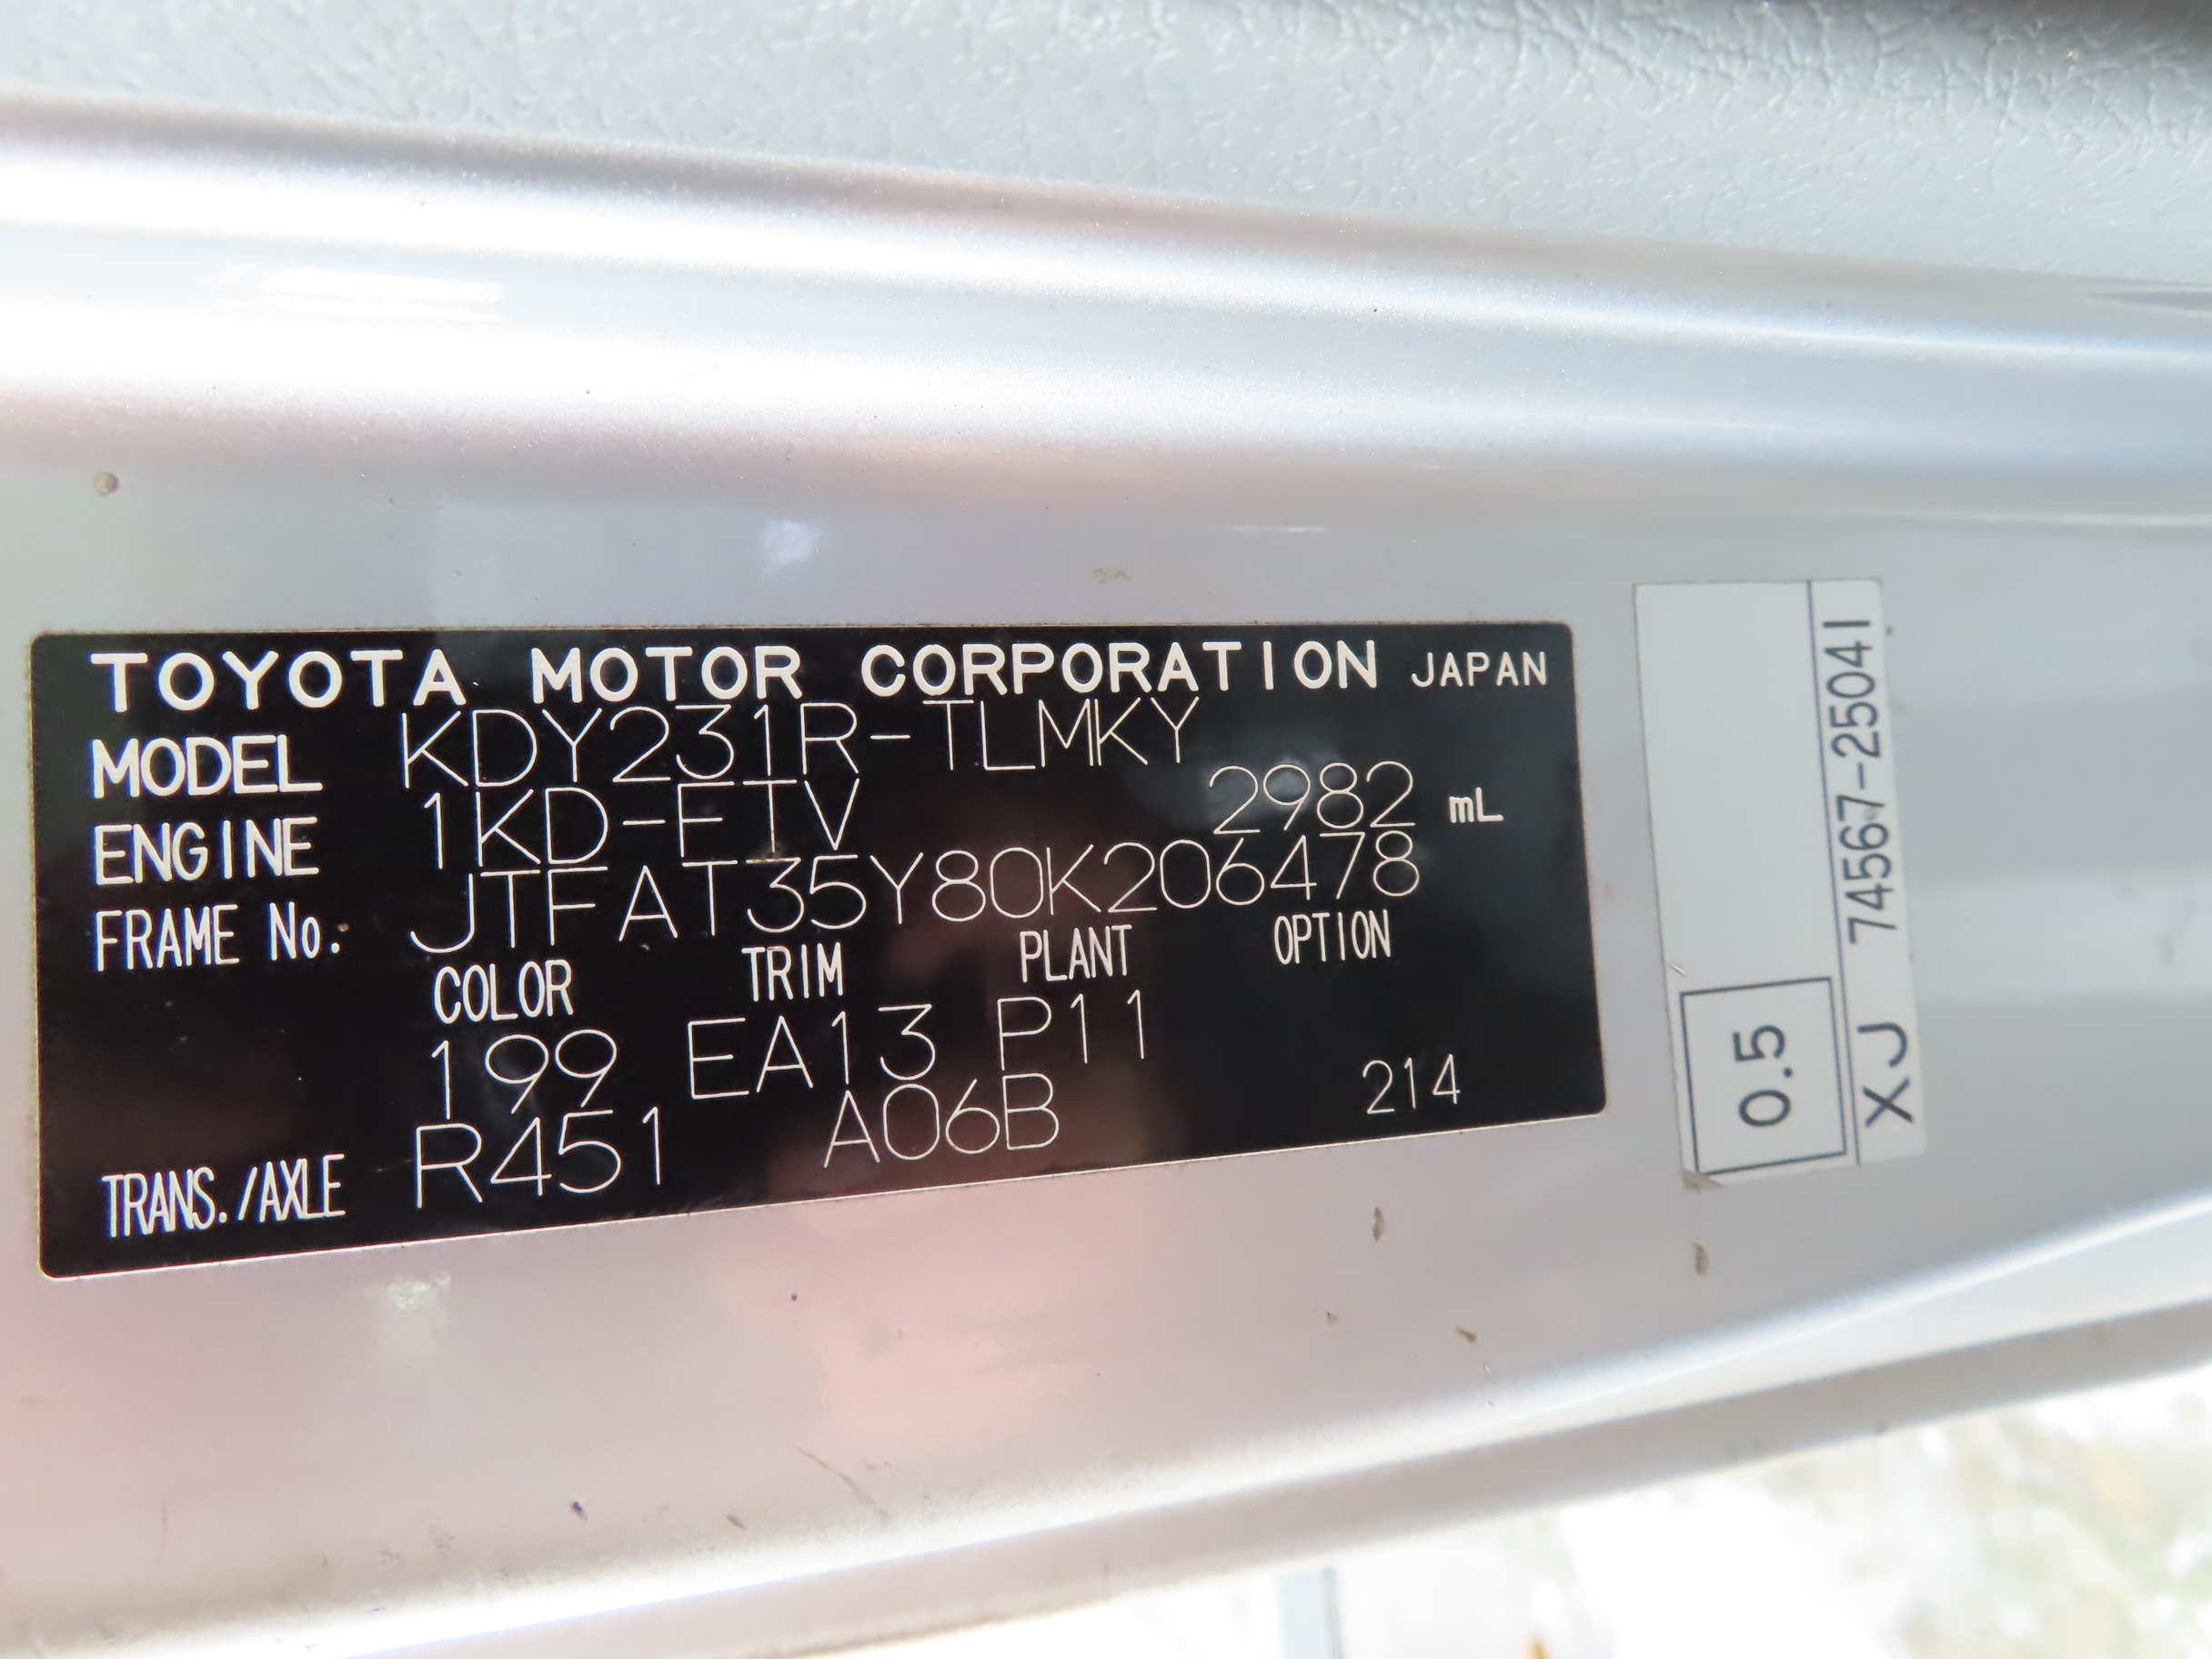 TOYOTA MOTOR CORPORATION JAPAN
MODEL KDY231R-TLMKY
ENGINE 1KD-FTV 2982 mL
FRAME No. JTFAT35Y80K206478
COLOR TRIM PLANT OPTION
199 EA13 P11
TRANS./AXLE R451 A06B 214
0.5
XJ 74567-25041